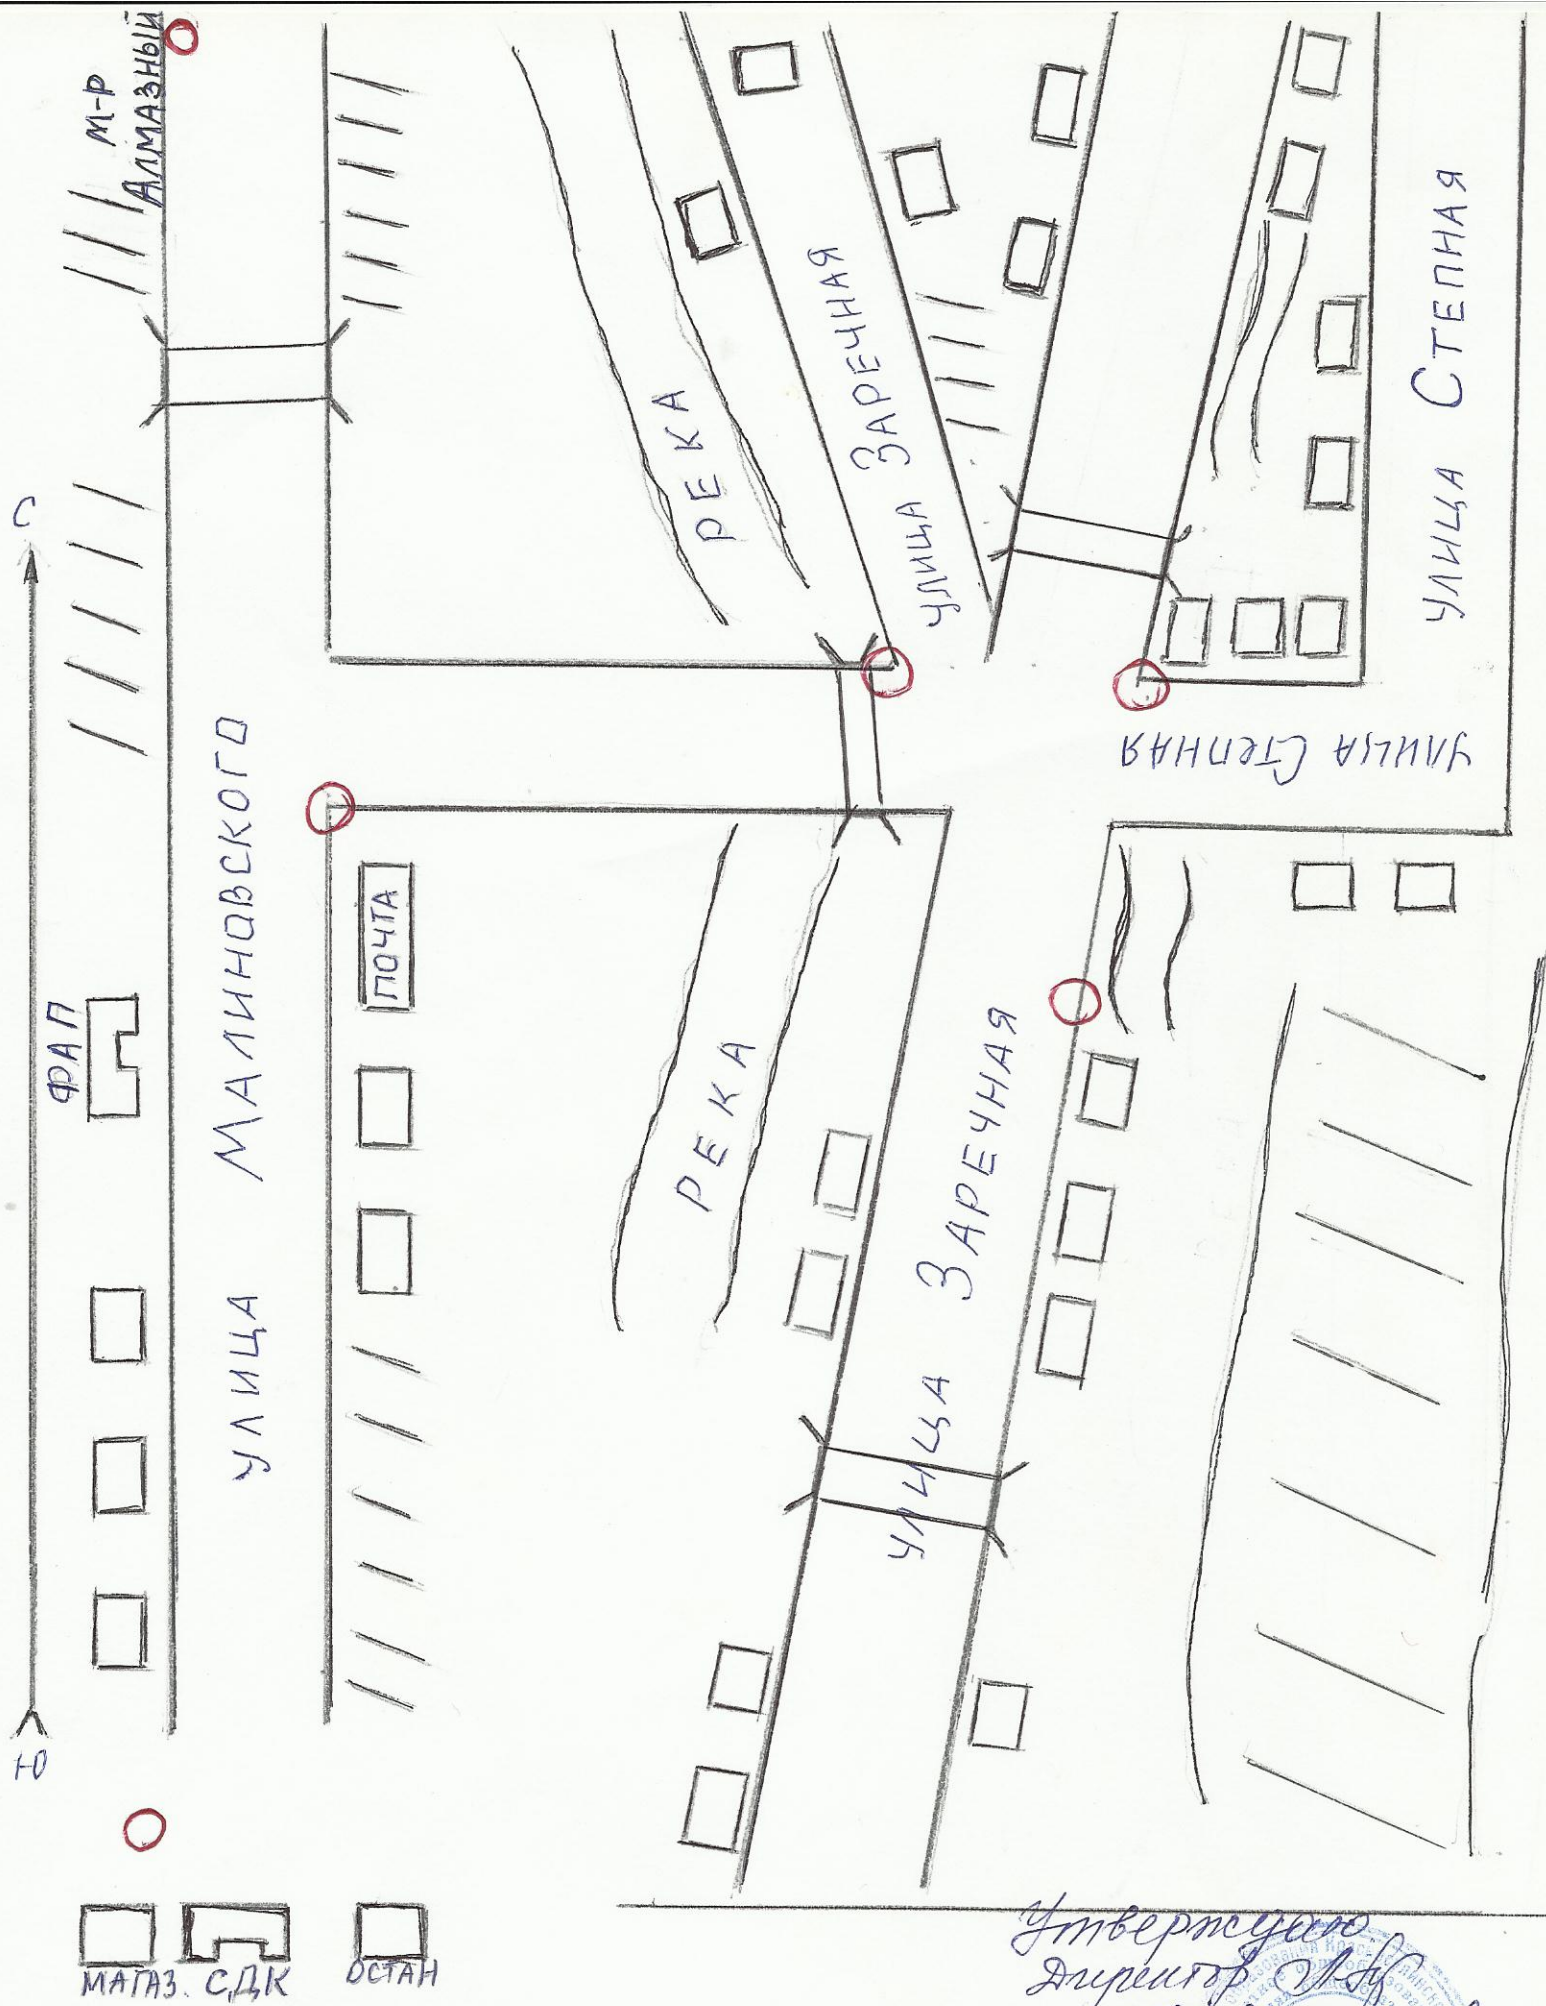 М-Р
АЛМАЗНЫЙ
С
РЕКА
УЛИЦА ЗАРЕЧНАЯ
УЛИЦА СТЕПНАЯ
УЛИЦА СТЕПНАЯ
УЛИЦА МАЛИНОВСКОГО
ПОЧТА
ФАП
РЕКА
УЛИЦА ЗАРЕЧНАЯ
Ю
МАГАЗ. СДК ОСТАН
Утверждаю
Директор